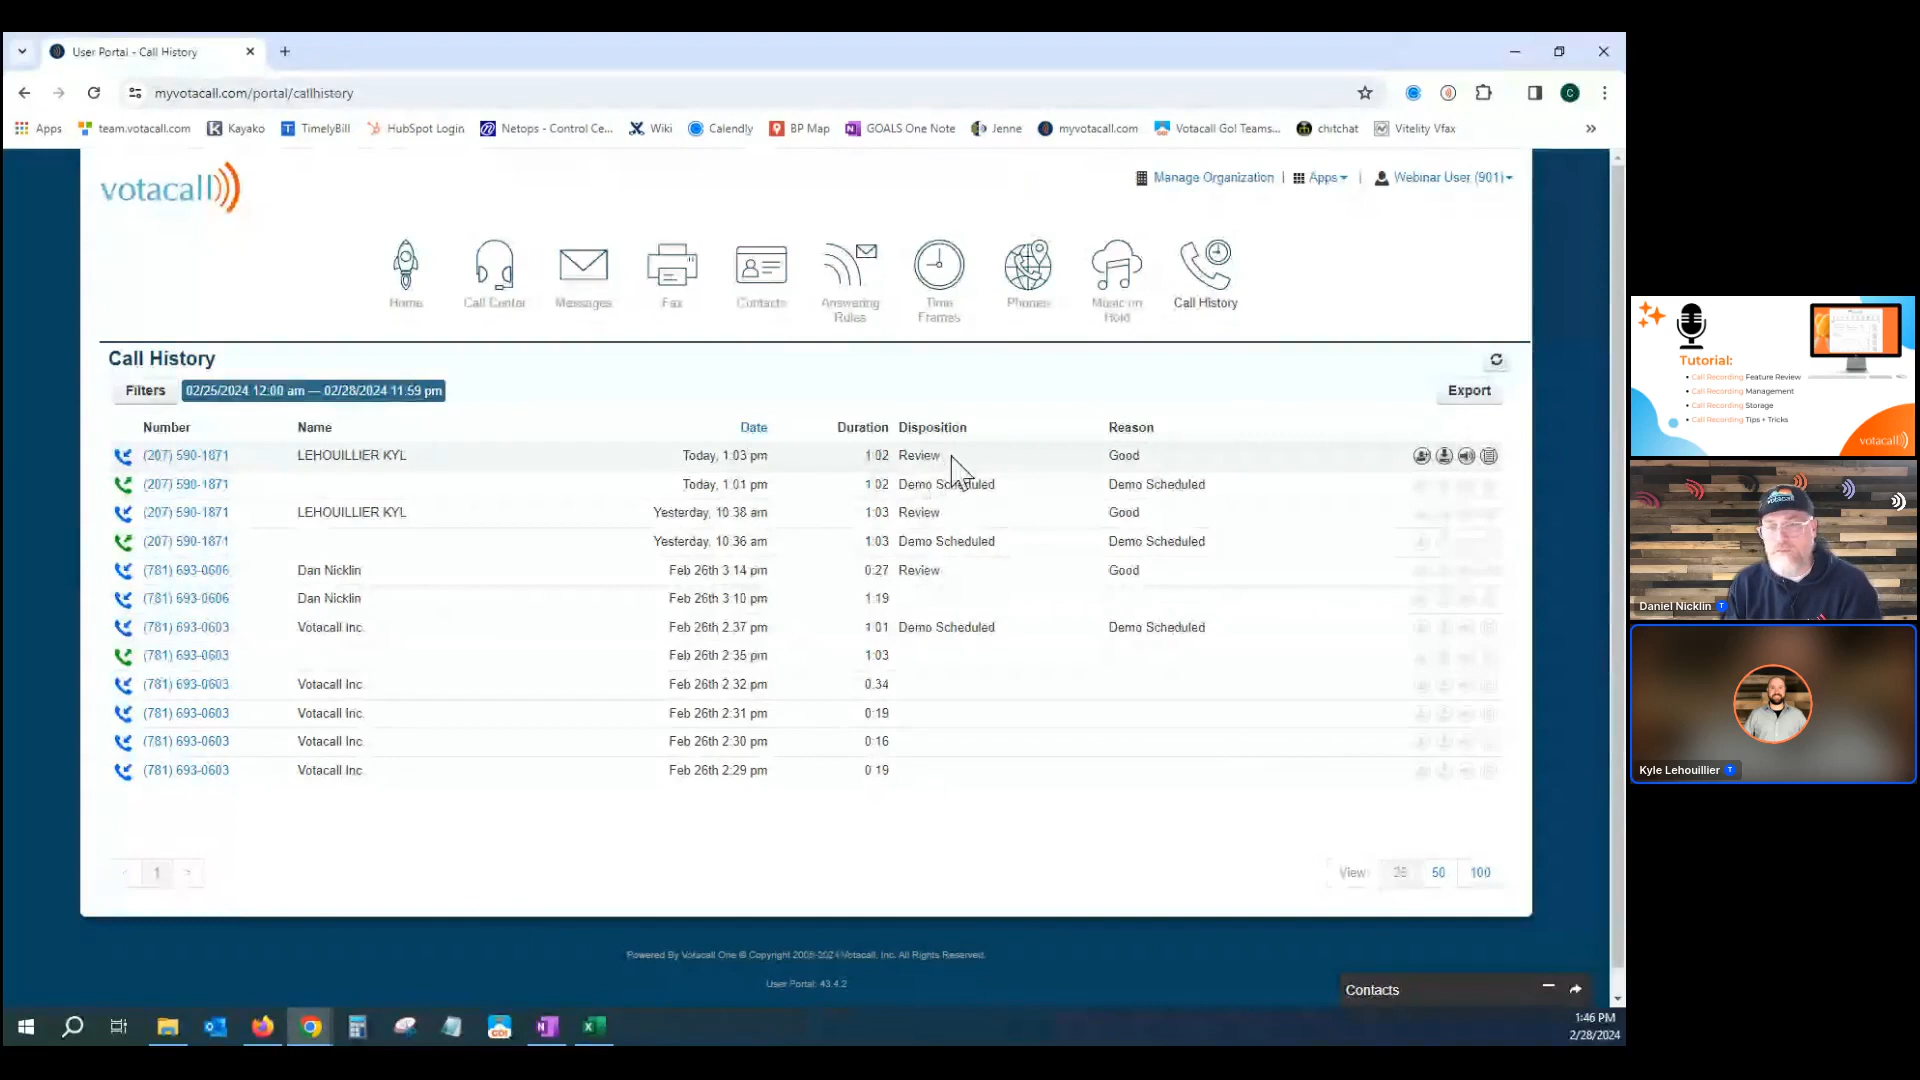 User Portal - Call History
myvotacall.com/portal/callhistory
Apps team.votacall.com Kayako TimelyBill HubSpot Login Netops - Control Ce... Wiki Calendly BP Map GOALS One Note Jenne myvotacall.com Votacall Go! Teams... chitchat Vitelity Vfax
votacall
Manage Organization | Apps | Webinar User (901)
Home Call Center Messages Fax Contacts Answering Rules Time Frames Phones Music on Hold Call History
Call History
Filters 02/25/2024 12:00 am — 02/28/2024 11:59 pm Export
Number Name Date Duration Disposition Reason
(207) 590-1871 LEHOUILLIER KYL Today, 1:03 pm 1:02 Review Good
(207) 590-1871 Today, 1:01 pm 1:02 Demo Scheduled Demo Scheduled
(207) 590-1871 LEHOUILLIER KYL Yesterday, 10:38 am 1:03 Review Good
(207) 590-1871 Yesterday, 10:36 am 1:03 Demo Scheduled Demo Scheduled
(781) 693-0606 Dan Nicklin Feb 26th 3:14 pm 0:27 Review Good
(781) 693-0606 Dan Nicklin Feb 26th 3:10 pm 1:19
(781) 693-0603 Votacall Inc. Feb 26th 2:37 pm 1:01 Demo Scheduled Demo Scheduled
(781) 693-0603 Feb 26th 2:35 pm 1:03
(781) 693-0603 Votacall Inc. Feb 26th 2:32 pm 0:34
(781) 693-0603 Votacall Inc. Feb 26th 2:31 pm 0:19
(781) 693-0603 Votacall Inc. Feb 26th 2:30 pm 0:16
(781) 693-0603 Votacall Inc. Feb 26th 2:29 pm 0:19
< 1 > View: 25 50 100
Powered By Votacall One © Copyright 2005-2024 Votacall, Inc. All Rights Reserved.
User Portal: 43.4.2
Contacts
1:46 PM
2/28/2024
Tutorial:
• Call Recording Feature Review
• Call Recording Management
• Call Recording Storage
• Call Recording Tips + Tricks
votacall
votacall
Daniel Nicklin
Kyle Lehouillier